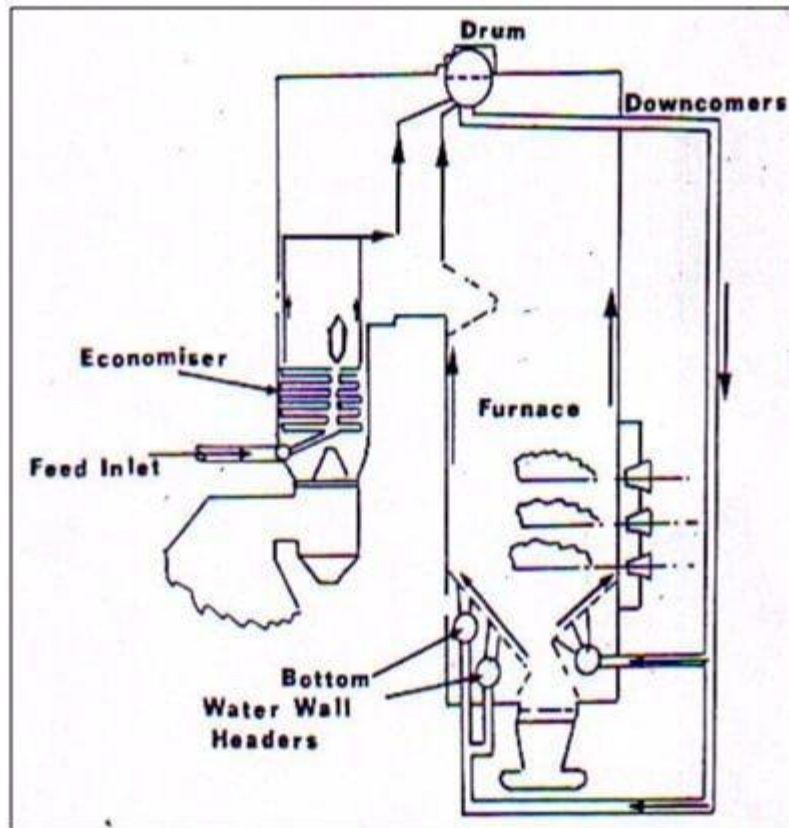 Drum
Downcomers
Economiser
Furnace
Feed Inlet
Bottom
Water Wall
Headers